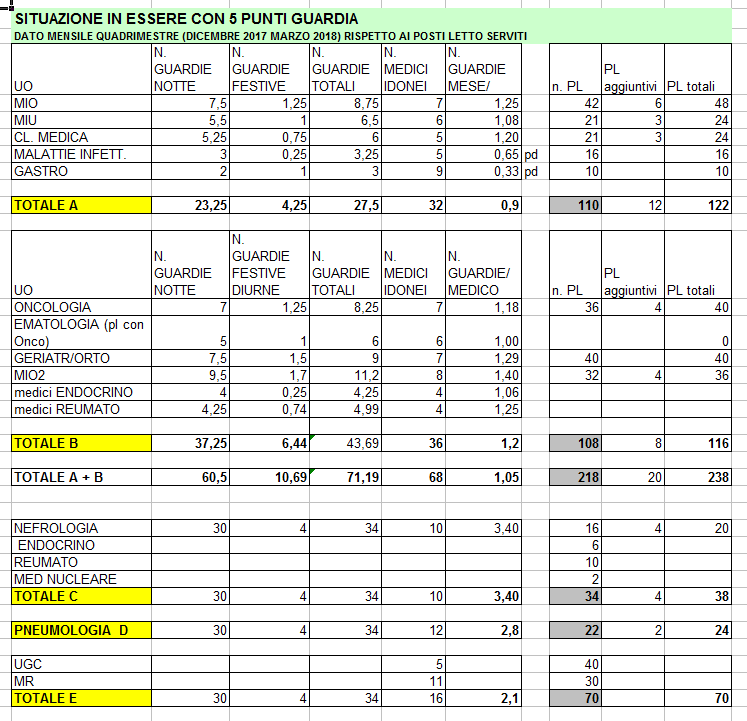 SITUAZIONE IN ESSERE CON 5 PUNTI GUARDIA
DATO MENSILE QUADRIMESTRE (DICEMBRE 2017 MARZO 2018) RISPETTO AI POSTI LETTO SERVITI
UO N. GUARDIE NOTTE N. GUARDIE FESTIVE N. GUARDIE TOTALI N. MEDICI IDONEI N. GUARDIE MESE/ n. PL PL aggiuntivi PL totali
MIO 7,5 1,25 8,75 7 1,25 42 6 48
MIU 5,5 1 6,5 6 1,08 21 3 24
CL. MEDICA 5,25 0,75 6 5 1,20 21 3 24
MALATTIE INFETT. 3 0,25 3,25 5 0,65 pd 16 16
GASTRO 2 1 3 9 0,33 pd 10 10
TOTALE A 23,25 4,25 27,5 32 0,9 110 12 122
UO N. GUARDIE NOTTE N. GUARDIE FESTIVE DIURNE N. GUARDIE TOTALI N. MEDICI IDONEI N. GUARDIE/ MEDICO n. PL PL aggiuntivi PL totali
ONCOLOGIA 7 1,25 8,25 7 1,18 36 4 40
EMATOLOGIA (pl con
Onco) 5 1 6 6 1,00 0
GERIATR/ORTO 7,5 1,5 9 7 1,29 40 40
MIO2 9,5 1,7 11,2 8 1,40 32 4 36
medici ENDOCRINO 4 0,25 4,25 4 1,06
medici REUMATO 4,25 0,74 4,99 4 1,25
TOTALE B 37,25 6,44 43,69 36 1,2 108 8 116
TOTALE A + B 60,5 10,69 71,19 68 1,05 218 20 238
NEFROLOGIA 30 4 34 10 3,40 16 4 20
ENDOCRINO 6
REUMATO 10
MED NUCLEARE 2
TOTALE C 30 4 34 10 3,40 34 4 38
PNEUMOLOGIA D 30 4 34 12 2,8 22 2 24
UGC 5 40
MR 11 30
TOTALE E 30 4 34 16 2,1 70 70